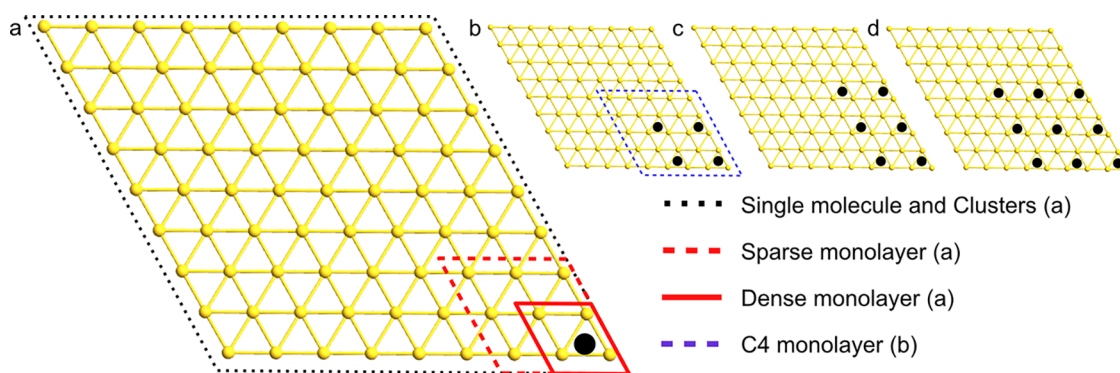 a
b
c
d
Single molecule and Clusters (a)
Sparse monolayer (a)
Dense monolayer (a)
C4 monolayer (b)